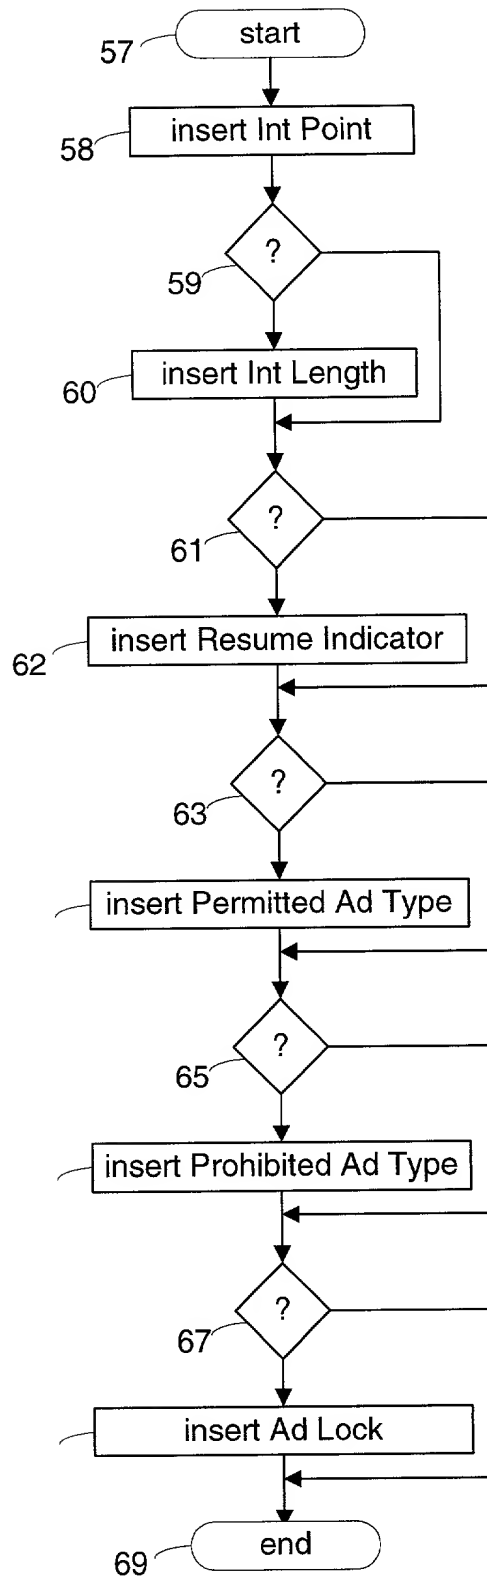 start
57
insert Int Point
58
?
59
insert Int Length
60
?
61
insert Resume Indicator
62
?
63
insert Permitted Ad Type
?
65
insert Prohibited Ad Type
?
67
insert Ad Lock
end
69